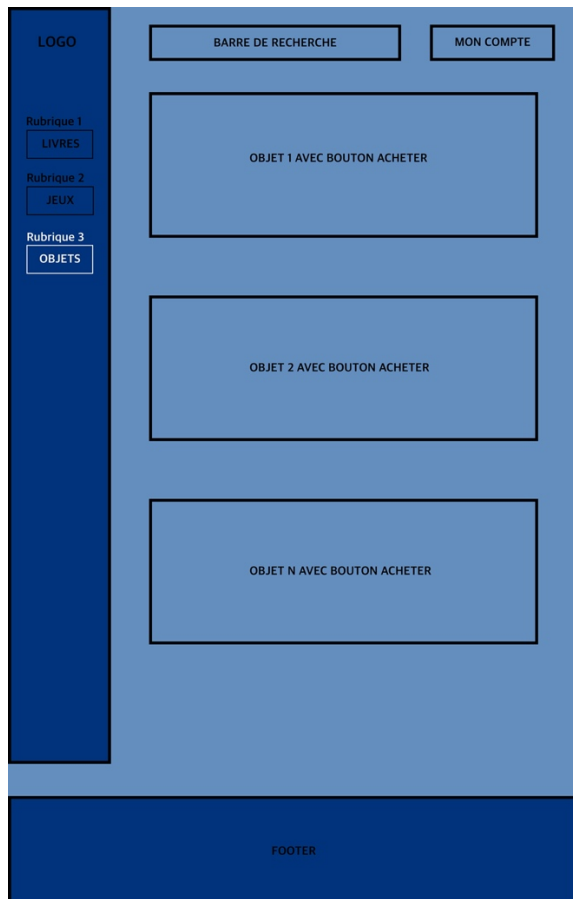 LOGO
BARRE DE RECHERCHE
MON COMPTE
Rubrique 1
LIVRES
Rubrique 2
JEUX
Rubrique 3
OBJETS
OBJET 1 AVEC BOUTON ACHETER
OBJET 2 AVEC BOUTON ACHETER
OBJET N AVEC BOUTON ACHETER
FOOTER